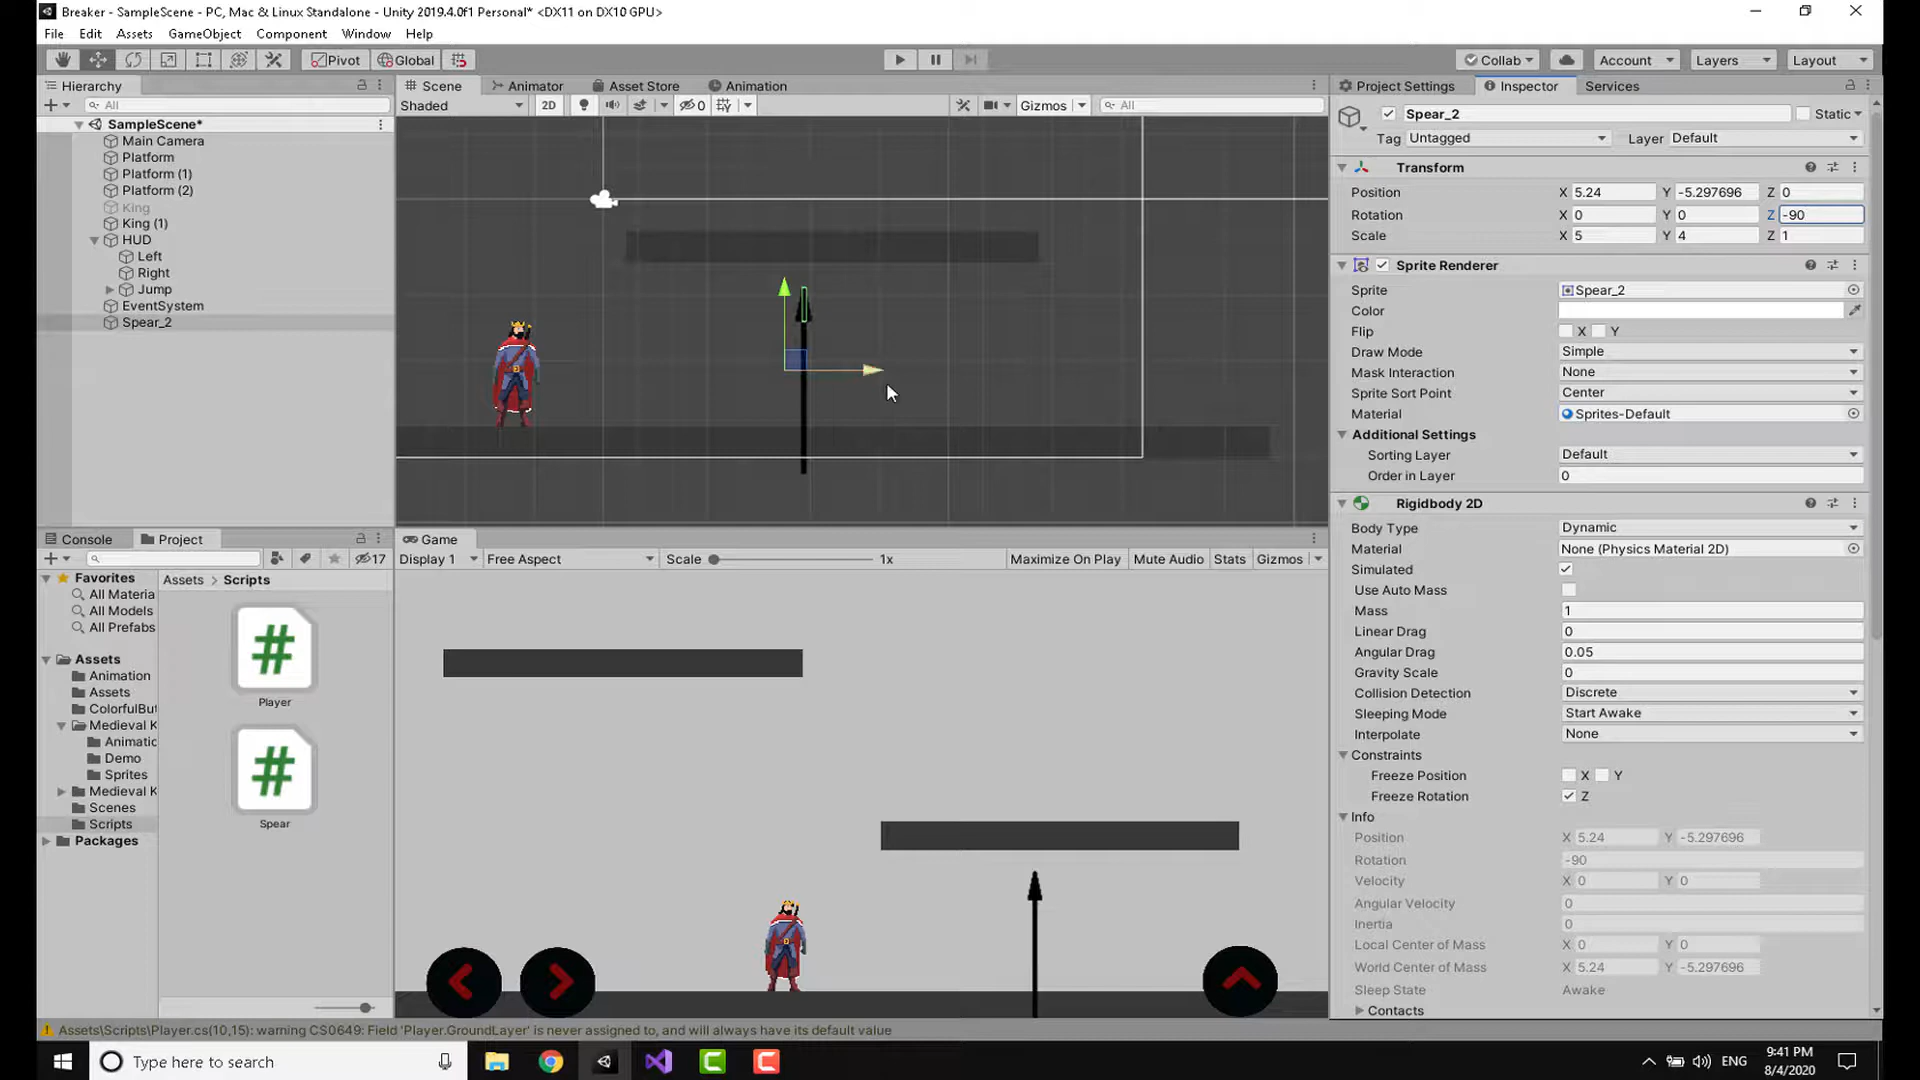 Breaker - SampleScene - PC, Mac & Linux Standalone - Unity 2019.4.0f1 Personal* <DX11 on DX10 GPU>
File Edit Assets GameObject Component Window Help
Pivot Global Collab Account Layers Layout
Hierarchy
All
SampleScene*
Main Camera
Platform
Platform (1)
Platform (2)
King
King (1)
HUD
Left
Right
Jump
EventSystem
Spear_2
Scene Animator Asset Store Animation
Shaded 2D 0 Gizmos All
Project Settings Inspector Services
Spear_2 Static
Tag Untagged Layer Default
Transform
Position X 5.24 Y -5.297696 Z 0
Rotation X 0 Y 0 Z -90
Scale X 5 Y 4 Z 1
Sprite Renderer
Sprite Spear_2
Color
Flip X Y
Draw Mode Simple
Mask Interaction None
Sprite Sort Point Center
Material Sprites-Default
Additional Settings
Sorting Layer Default
Order in Layer 0
Rigidbody 2D
Body Type Dynamic
Material None (Physics Material 2D)
Simulated
Use Auto Mass
Mass 1
Linear Drag 0
Angular Drag 0.05
Gravity Scale 0
Collision Detection Discrete
Sleeping Mode Start Awake
Interpolate None
Constraints
Freeze Position X Y
Freeze Rotation Z
Info
Position X 5.24 Y -5.297696
Rotation -90
Velocity X 0 Y 0
Angular Velocity 0
Inertia 0
Local Center of Mass X 0 Y 0
World Center of Mass X 5.24 Y -5.297696
Sleep State Awake
Contacts
Console Project
17
Favorites
All Materia
All Models
All Prefabs
Assets
Animation
Assets
ColorfulBut
Medieval K
Animatic
Demo
Sprites
Medieval K
Scenes
Scripts
Packages
Assets > Scripts
#
Player
#
Spear
Game
Display 1 Free Aspect Scale 1x Maximize On Play Mute Audio Stats Gizmos
Assets\Scripts\Player.cs(10,15): warning CS0649: Field 'Player.GroundLayer' is never assigned to, and will always have its default value
Type here to search
ENG
9:41 PM
8/4/2020